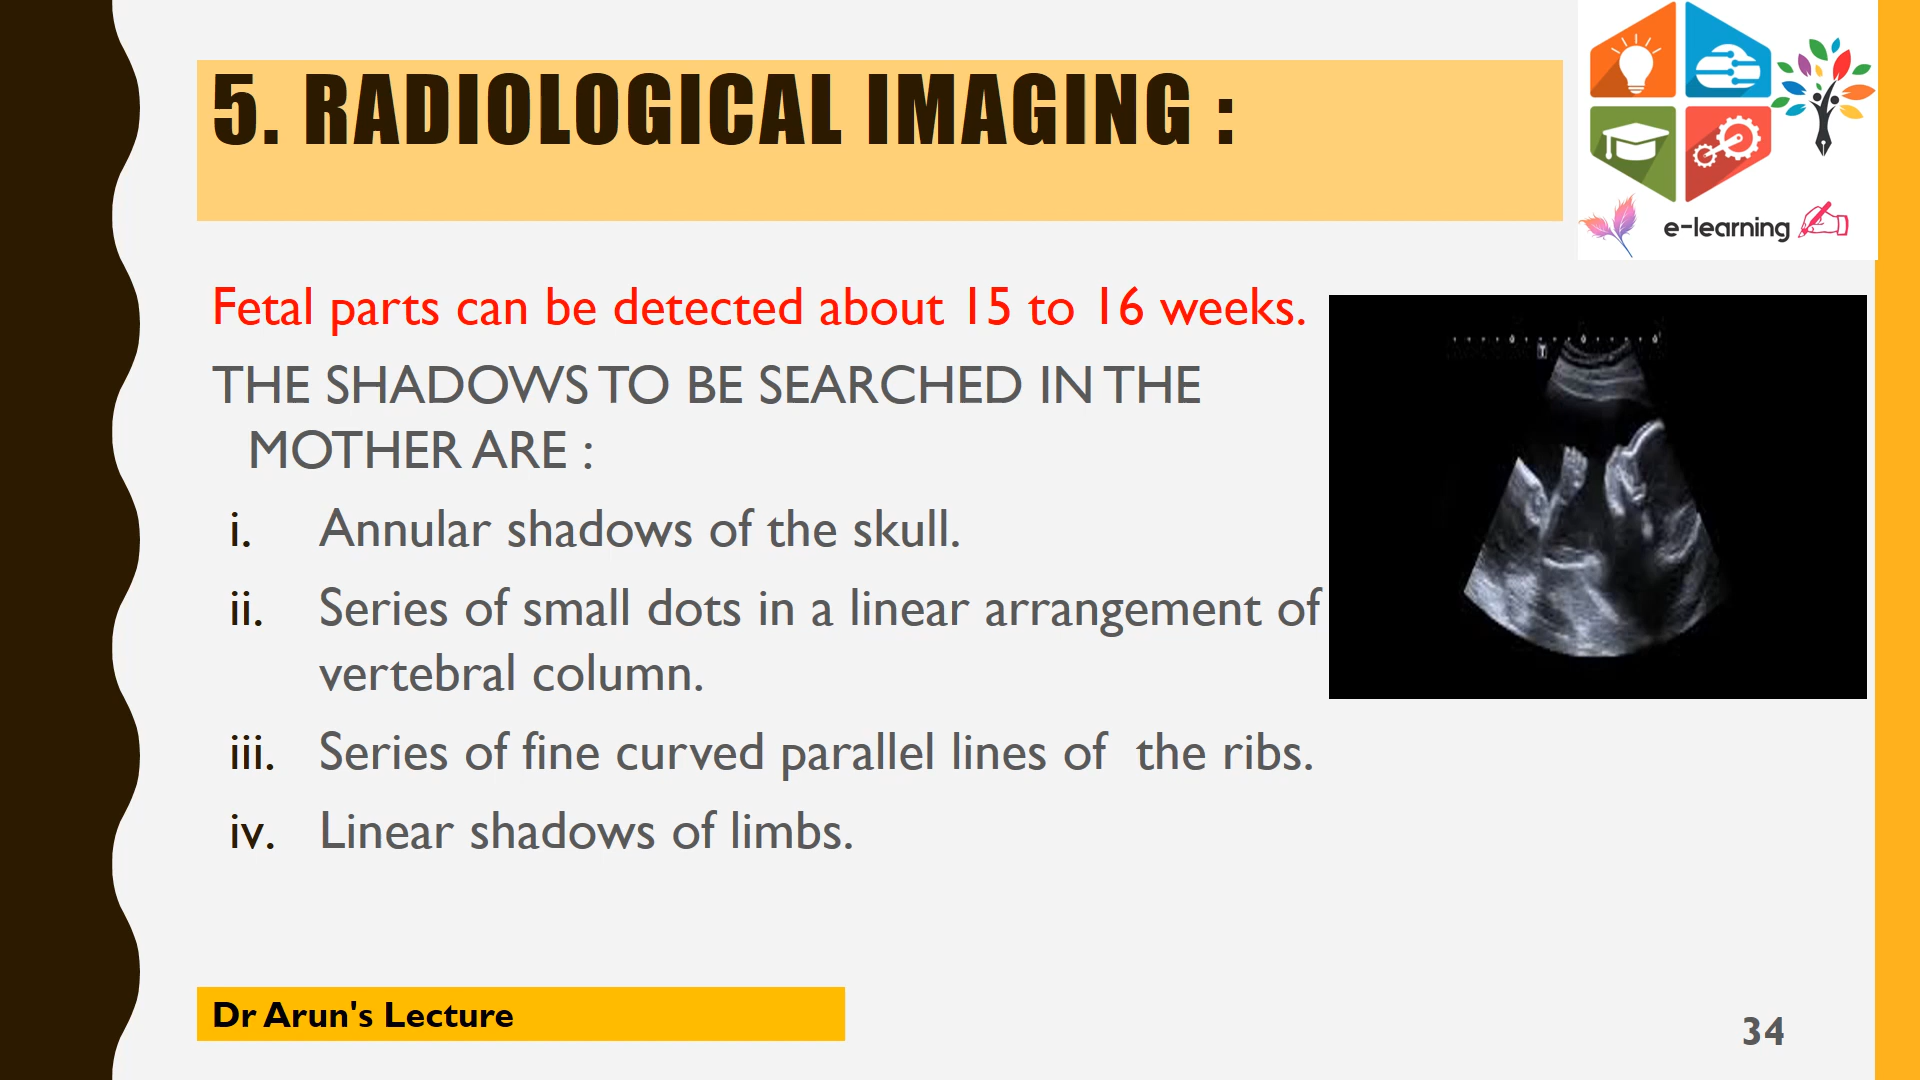 5. RADIOLOGICAL IMAGING :
e-learning
Fetal parts can be detected about 15 to 16 weeks.
THE SHADOWS TO BE SEARCHED IN THE
MOTHER ARE :
i. Annular shadows of the skull.
ii. Series of small dots in a linear arrangement of
vertebral column.
iii. Series of fine curved parallel lines of  the ribs.
iv. Linear shadows of limbs.
Dr Arun's Lecture
34